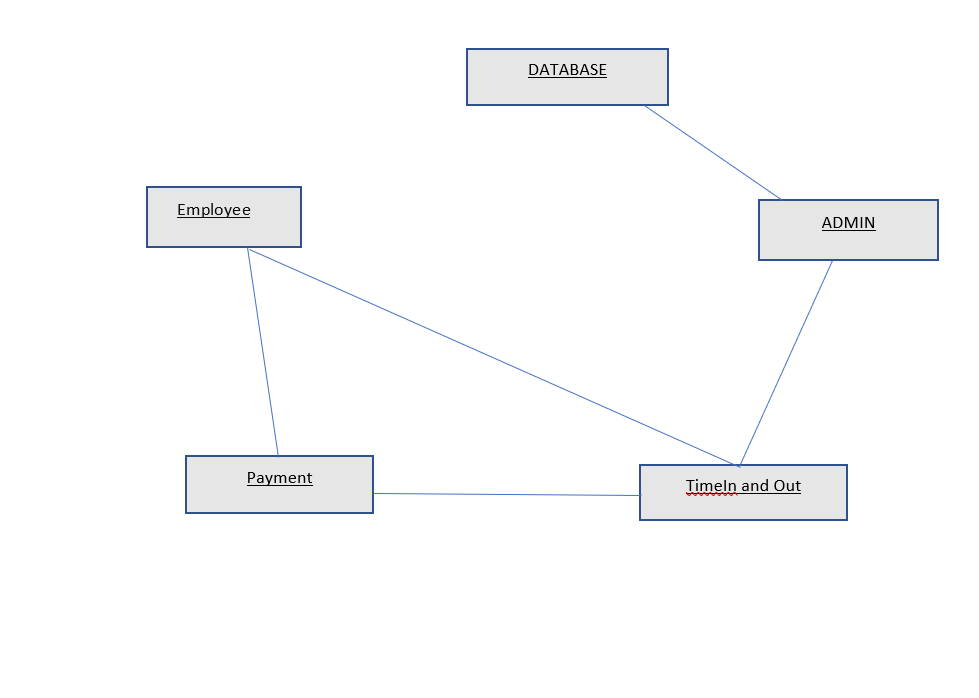 DATABASE
Employee
ADMIN
Payment
TimeIn and Out